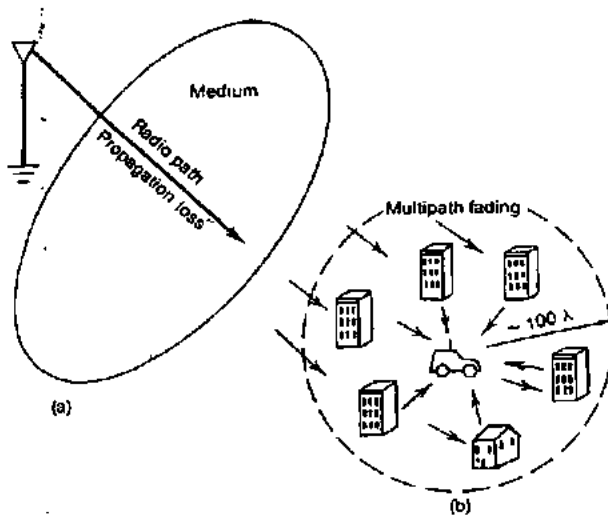 Medium
Radio path
Propagation loss
Multipath fading
~ 100 λ
(a)
(b)